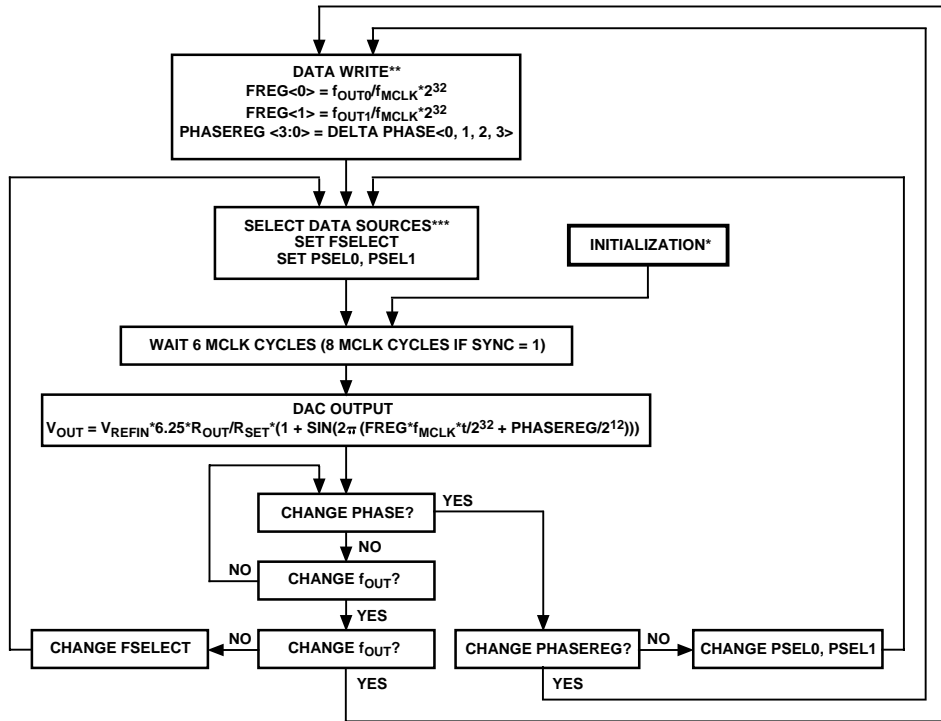 DATA WRITE**
FREG<0> = fOUT0/fMCLK*2^32
FREG<1> = fOUT1/fMCLK*2^32
PHASEREG <3:0> = DELTA PHASE<0, 1, 2, 3>
SELECT DATA SOURCES***
SET FSELECT
SET PSEL0, PSEL1
INITIALIZATION*
WAIT 6 MCLK CYCLES (8 MCLK CYCLES IF SYNC = 1)
DAC OUTPUT
VOUT = VREFIN*6.25*ROUT/RSET*(1 + SIN(2π (FREG*fMCLK*t/2^32 + PHASEREG/2^12)))
CHANGE PHASE?
YES
NO
NO
CHANGE fOUT?
YES
CHANGE FSELECT
NO
CHANGE fOUT?
CHANGE PHASEREG?
NO
CHANGE PSEL0, PSEL1
YES
YES